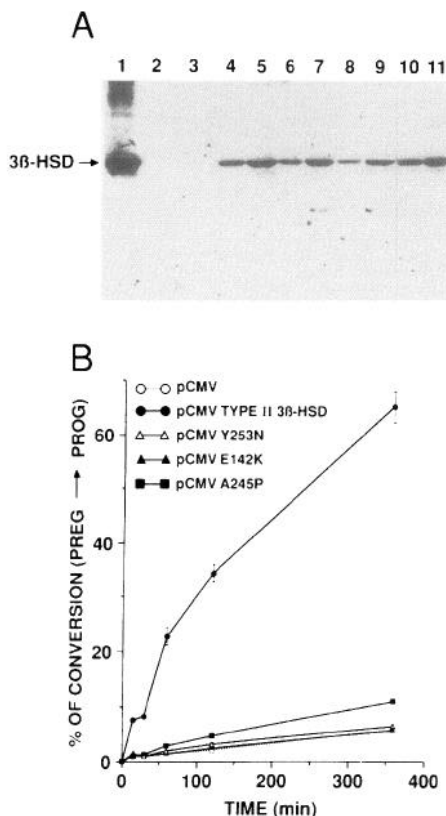 A
1 2 3 4 5 6 7 8 9 10 11
3ß-HSD →
B
% OF CONVERSION (PREG → PROG)
60
40
20
0
pCMV
pCMV TYPE II 3ß-HSD
pCMV Y253N
pCMV E142K
pCMV A245P
0 100 200 300 400
TIME (min)